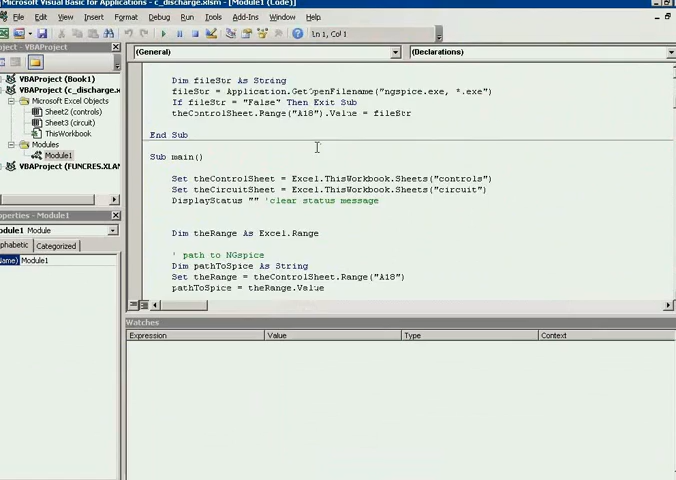 Microsoft Visual Basic for Applications - c_discharge.xlsm - [Module1 (Code)]
File Edit View Insert Format Debug Run Tools Add-Ins Window Help
Ln 1, Col 1
oject - VBAProject
(General) (Declarations)
VBAProject (Book1)
VBAProject (c_discharge.x
Microsoft Excel Objects
Sheet2 (controls)
Sheet3 (circuit)
ThisWorkbook
Modules
Module1
VBAProject (FUNCRES.XLAM
operties - Module1
Module1 Module
phabetic Categorized
Name) Module1
Dim fileStr As String
fileStr = Application.GetOpenFilename("ngspice.exe, *.exe")
If fileStr = "False" Then Exit Sub
theControlSheet.Range("A18").Value = fileStr
End Sub
Sub main()
Set theControlSheet = Excel.ThisWorkbook.Sheets("controls")
Set theCircuitSheet = Excel.ThisWorkbook.Sheets("circuit")
DisplayStatus "" 'clear status message
Dim theRange As Excel.Range
' path to NGspice
Dim pathToSpice As String
Set theRange = theControlSheet.Range("A18")
pathToSpice = theRange.Value
Watches
Expression Value Type Context